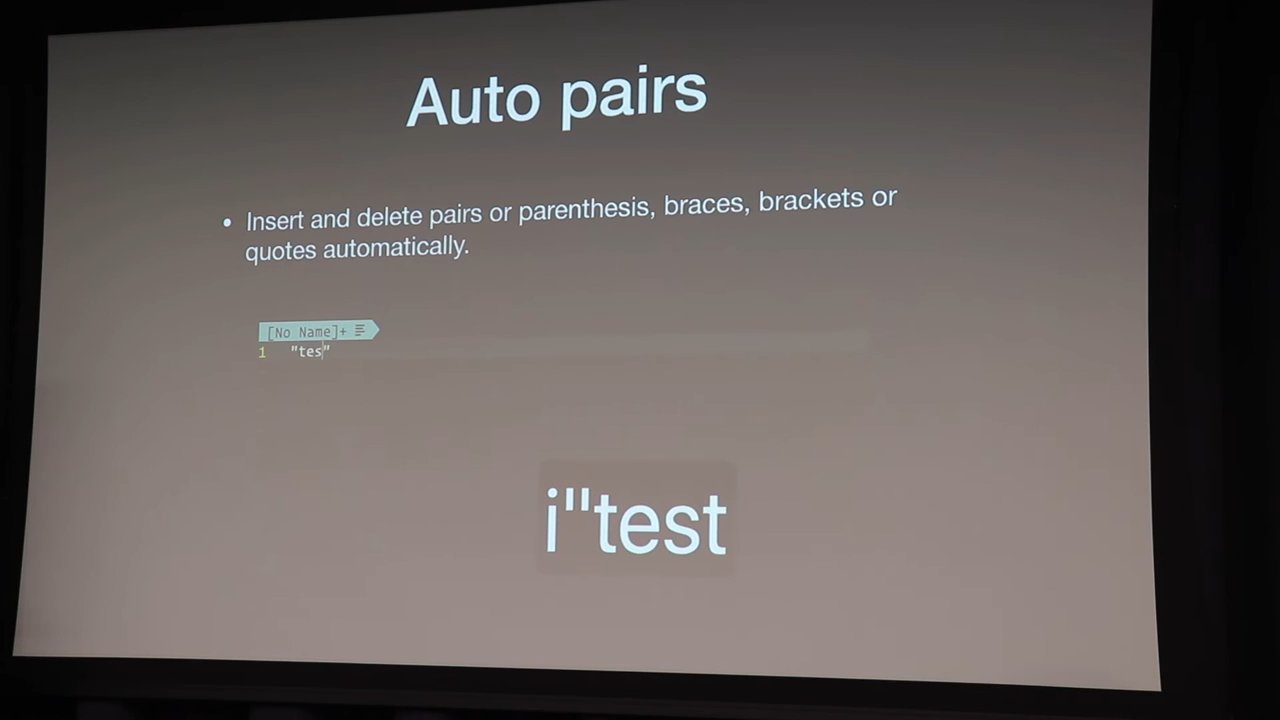 Auto pairs
• Insert and delete pairs or parenthesis, braces, brackets or
quotes automatically.
[No Name]+ ☰
1 "tes"
i"test